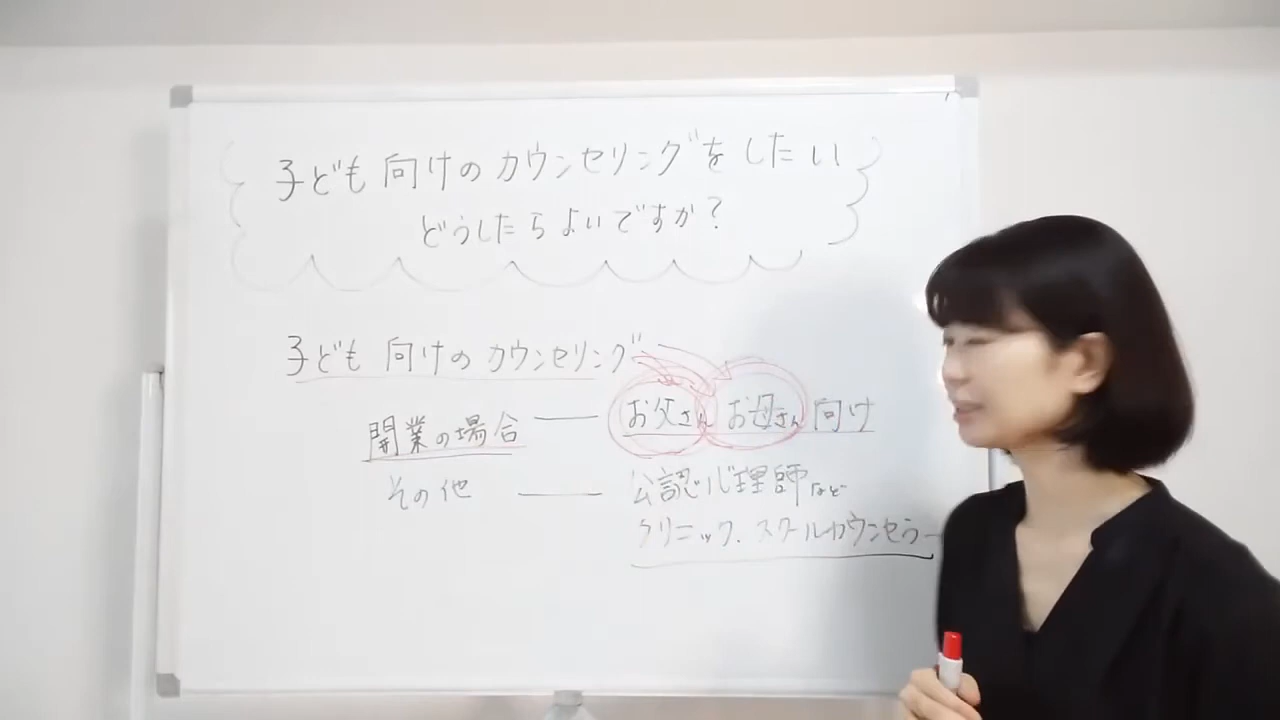 子ども向けのカウンセリングをしたい
どうしたらよいですか？
子ども向けのカウンセリング
開業の場合 ── お父さん お母さん向け
その他 ── 公認心理師など
クリニック、スクールカウンセラー